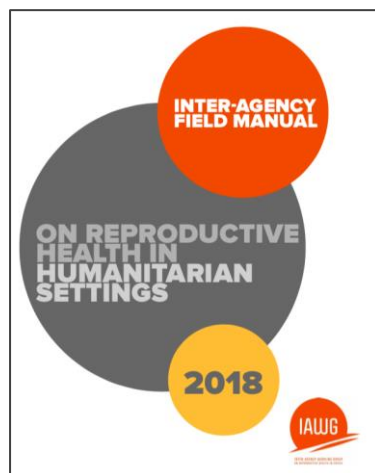 INTER-AGENCY
FIELD MANUAL
ON REPRODUCTIVE
HEALTH IN
HUMANITARIAN
SETTINGS
2018
IAWG